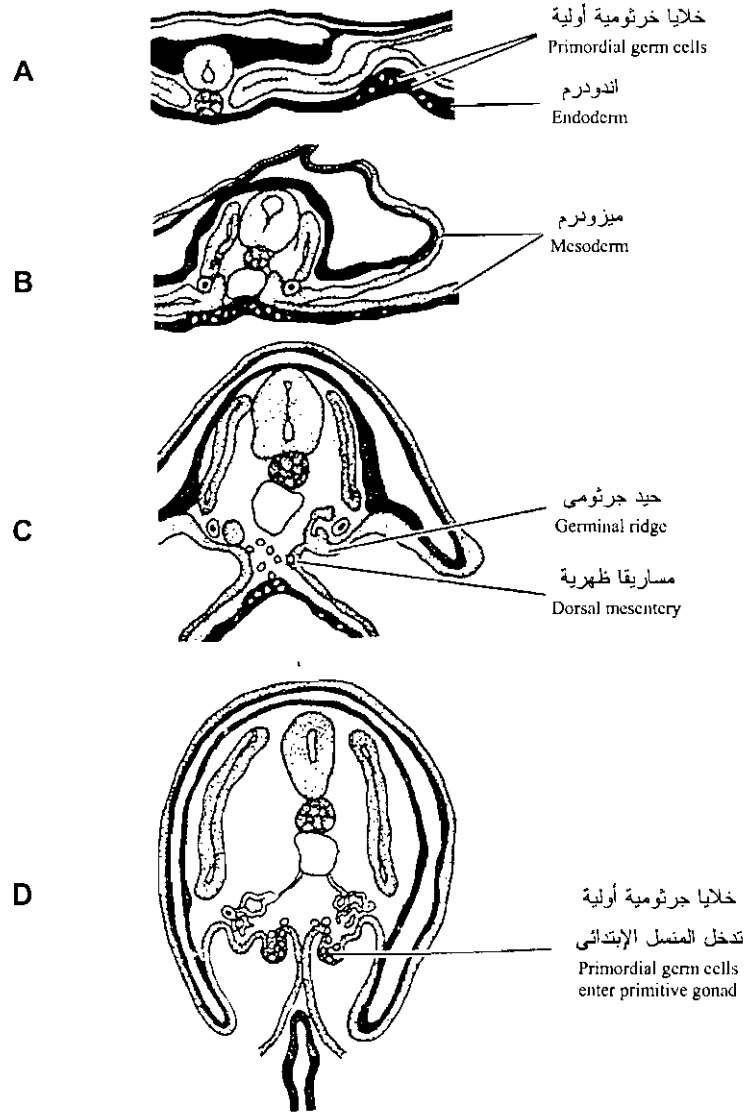 A
خلايا خرثومية أولية
Primordial germ cells
اندودرم
Endoderm
B
ميزودرم
Mesoderm
C
حيد جرثومى
Germinal ridge
مساريقا ظهرية
Dorsal mesentery
D
خلايا جرثومية أولية
تدخل المنسل الإبتدائى
Primordial germ cells
enter primitive gonad